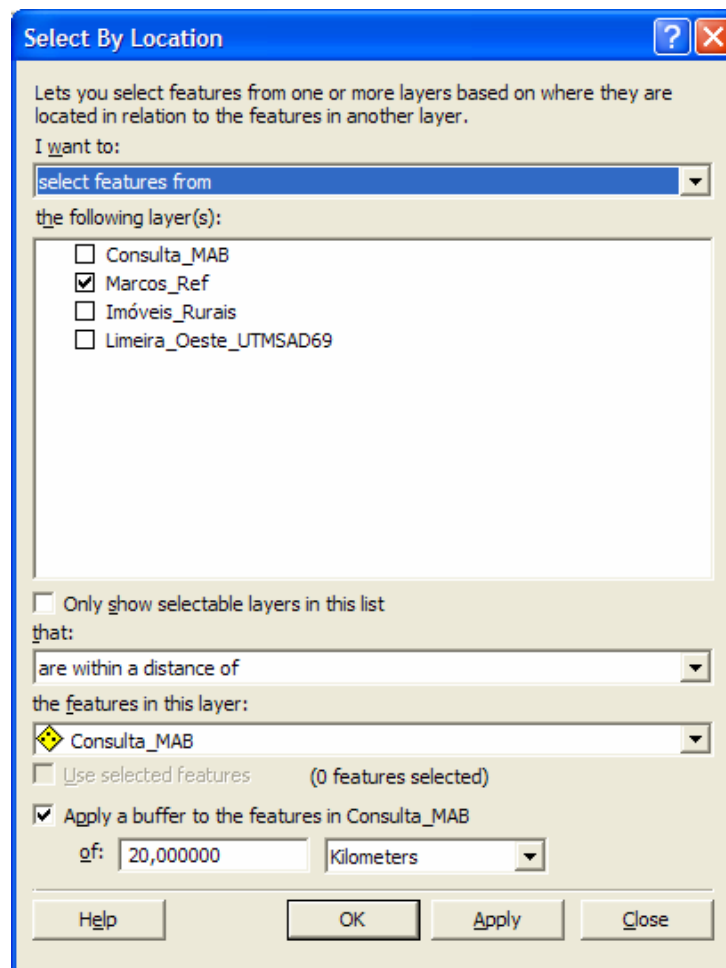 Select By Location
?
Lets you select features from one or more layers based on where they are
located in relation to the features in another layer.
I want to:
select features from
the following layer(s):
Consulta_MAB
Marcos_Ref
Imóveis_Rurais
Limeira_Oeste_UTMSAD69
Only show selectable layers in this list
that:
are within a distance of
the features in this layer:
Consulta_MAB
Use selected features (0 features selected)
Apply a buffer to the features in Consulta_MAB
of: 20,000000 Kilometers
Help OK Apply Close